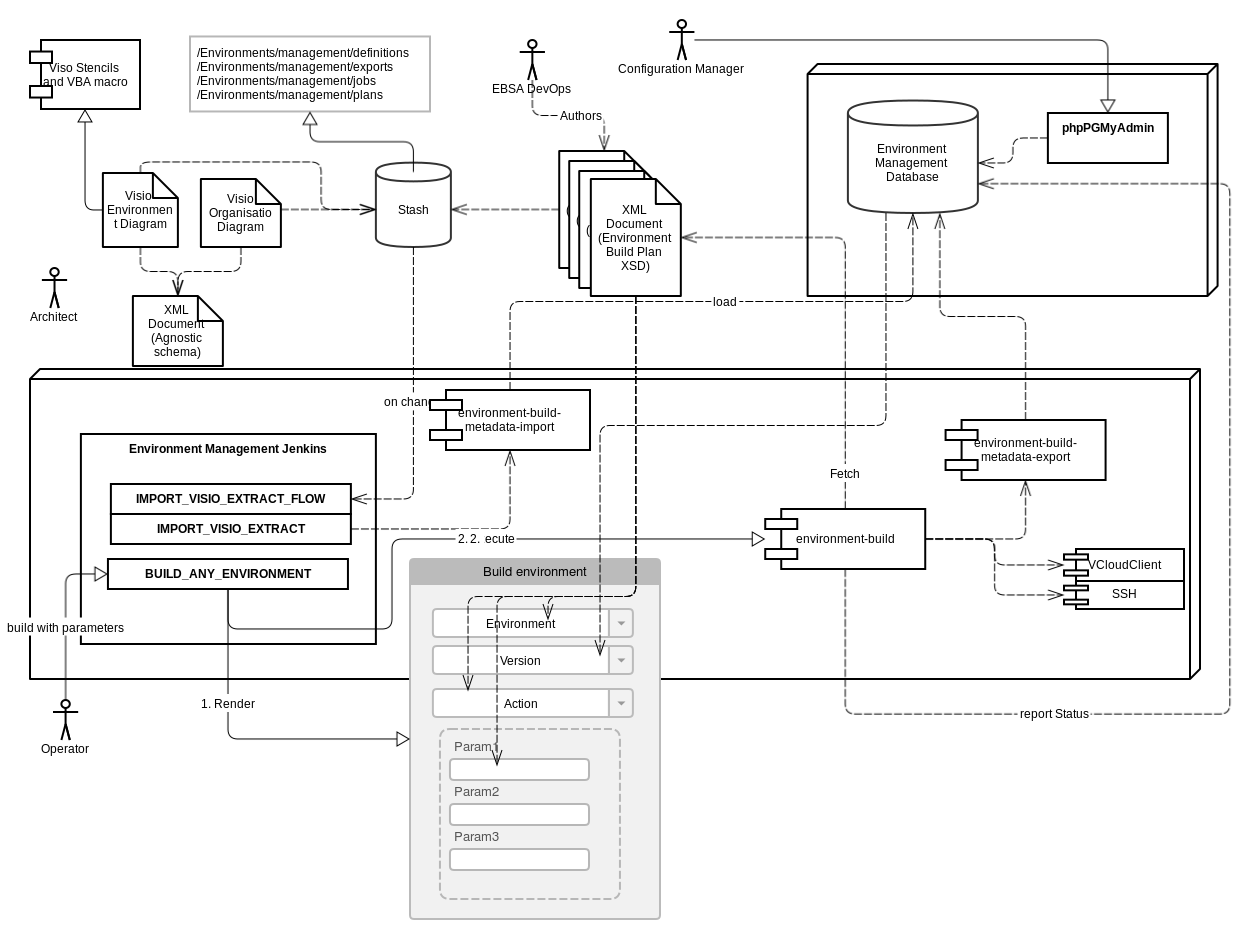 Viso Stencils
and VBA macro
/Environments/management/definitions
/Environments/management/exports
/Environments/management/jobs
/Environments/management/plans
EBSA DevOps
Authors
Configuration Manager
phpPGMyAdmin
Environment
Management
Database
Visio
Environmen
t Diagram
Visio
Organisatio
Diagram
Stash
XML
Document
(Environment
Build Plan
XSD)
Architect
XML
Document
(Agnostic
schema)
load
on chang
environment-build-
metadata-import
environment-build-
metadata-export
Environment Management Jenkins
IMPORT_VISIO_EXTRACT_FLOW
IMPORT_VISIO_EXTRACT
BUILD_ANY_ENVIRONMENT
Fetch
2. 2. ecute
environment-build
VCloudClient
SSH
build with parameters
Operator
1. Render
Build environment
Environment
Version
Action
Param1
Param2
Param3
report Status